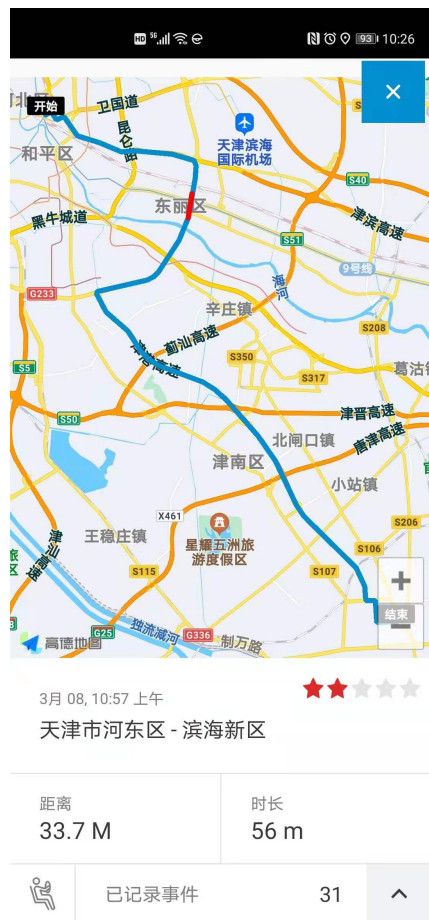 HD 5G 93 10:26
河北区
开始
卫国道
昆仑路
和平区
天津滨海
国际机场
S40
东丽区
津滨高速
黑牛城道
S51
9号线
海河
G233
辛庄镇
S208
蓟汕高速
津港高速
S350
S5
S317
葛沽
津晋高速
S50
北闸口镇
唐津高速
津南区
小站镇
X461
S206
王稳庄镇
星耀五洲旅
游度假区
津汕高速
S106
S115
S107
结束
独流减河
G25
G336
制万路
高德地图
3月 08, 10:57 上午
天津市河东区 - 滨海新区
距离
33.7 M
时长
56 m
已记录事件
31